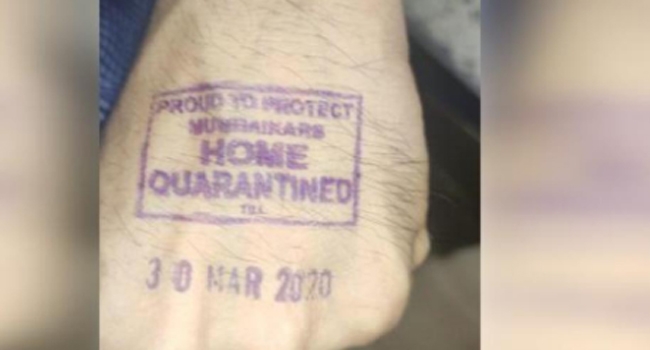 PROUD TO PROTECT
MUMBAIKARS
HOME
QUARANTINED
TILL
30 MAR 2020